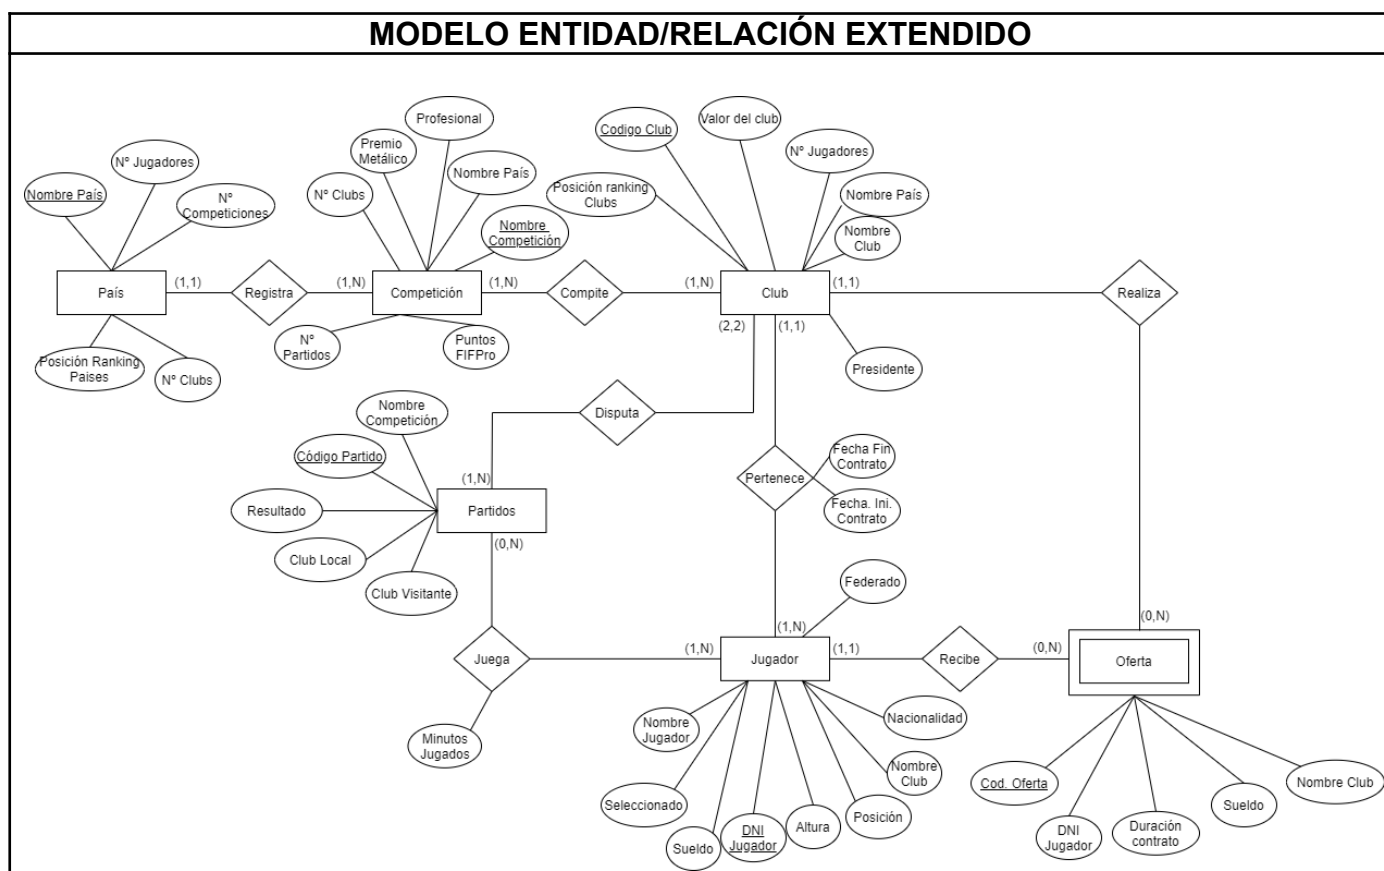 MODELO ENTIDAD/RELACIÓN EXTENDIDO
Profesional
Codigo Club
Valor del club
Premio
Metálico
Nº Jugadores
Nº Jugadores
Nombre País
Nombre País
Nº Clubs
Posición ranking
Clubs
Nombre País
Nº
Competiciones
Nombre
Competición
Nombre
Club
País
(1,1)
Registra
(1,N)
Competición
(1,N)
Compite
(1,N)
Club
(1,1)
Realiza
(2,2)
(1,1)
Nº
Partidos
Puntos
FIFPro
Posición Ranking
Paises
Nº Clubs
Presidente
Nombre
Competición
Disputa
Código Partido
Fecha Fin
Contrato
(1,N)
Pertenece
Resultado
Partidos
Fecha. Ini.
Contrato
(0,N)
Club Local
Club Visitante
Federado
(1,N)
(0,N)
Juega
(1,N)
Jugador
(1,1)
Recibe
(0,N)
Oferta
Minutos
Jugados
Nombre
Jugador
Nacionalidad
Nombre
Club
Seleccionado
Posición
Sueldo
DNI
Jugador
Altura
Cod. Oferta
Nombre Club
Sueldo
DNI
Jugador
Duración
contrato